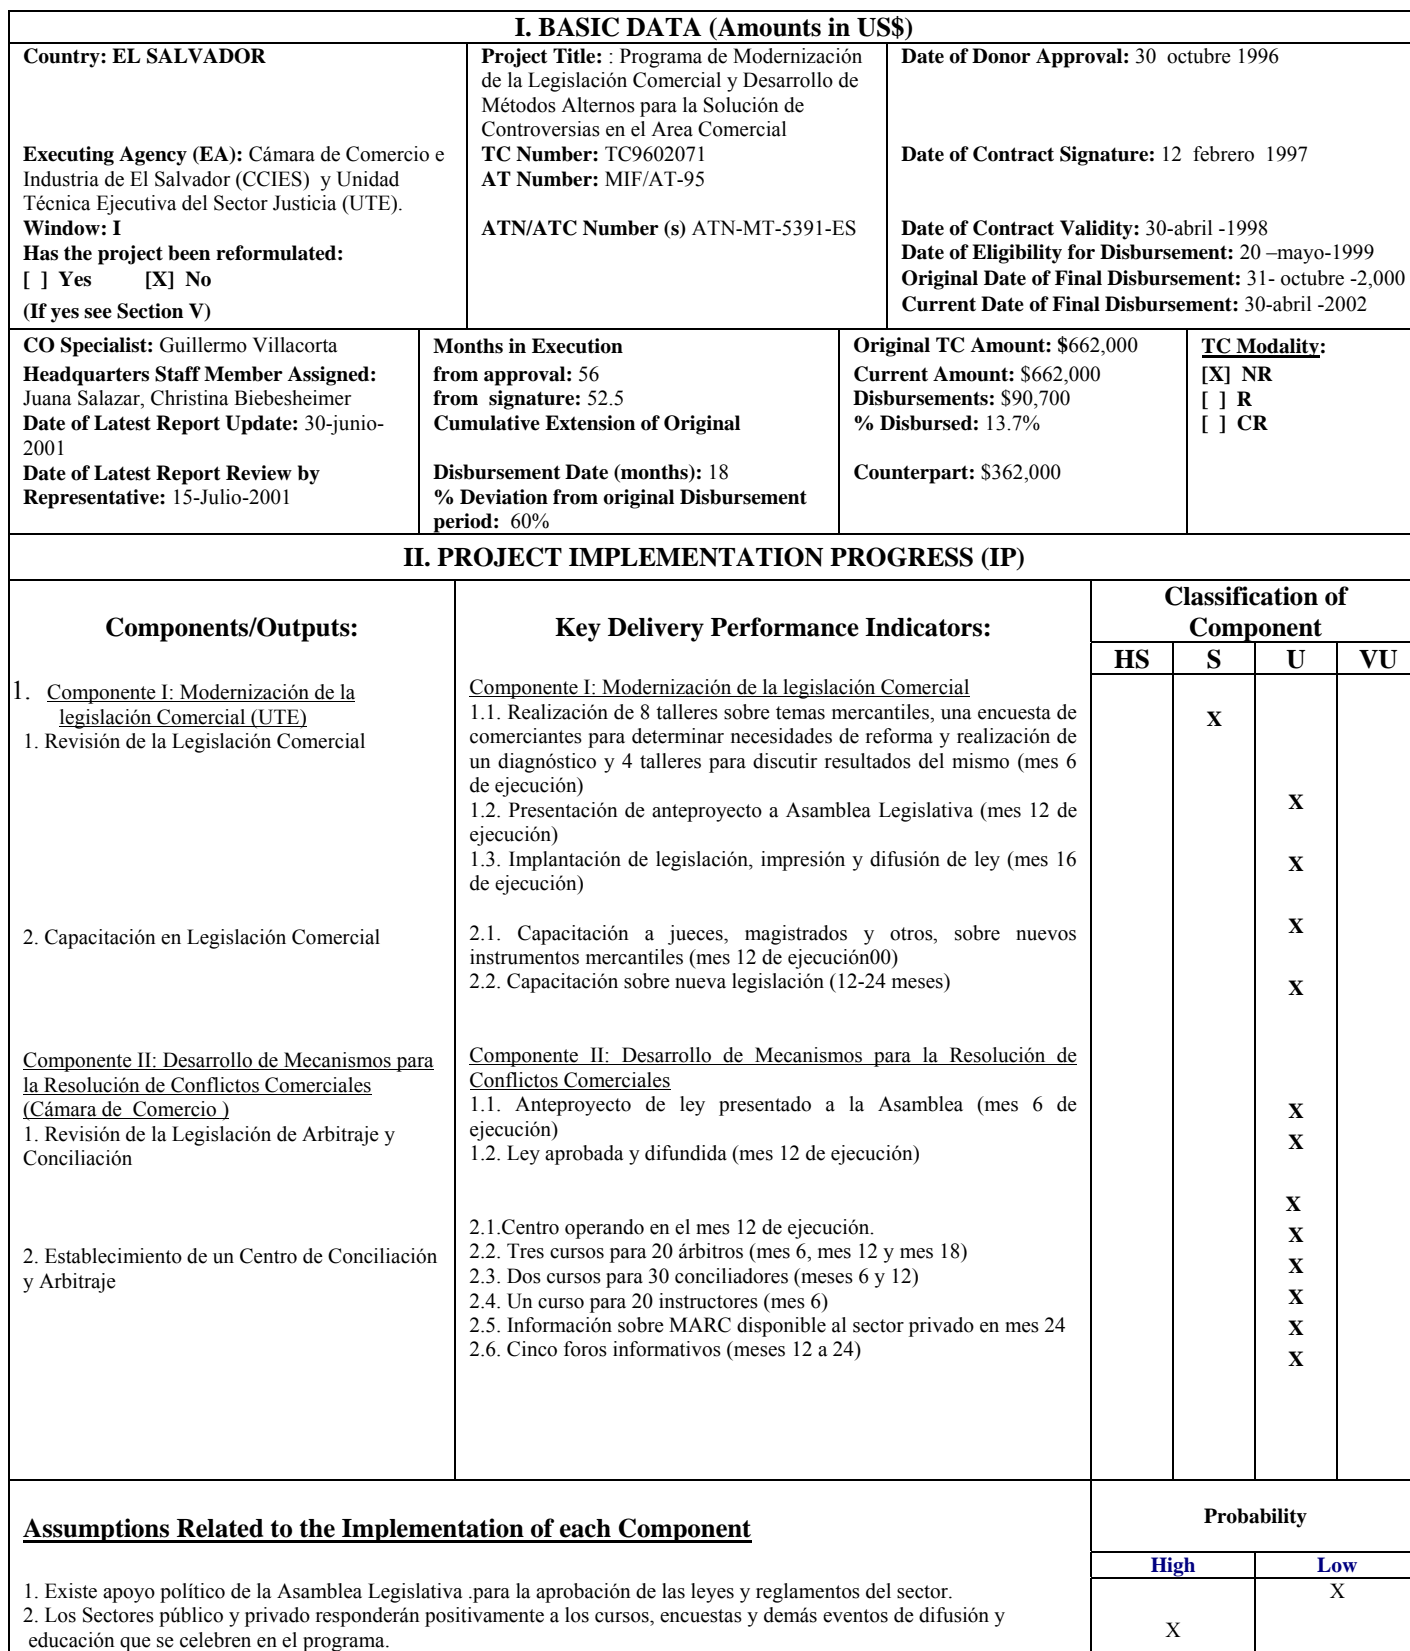 I. BASIC DATA (Amounts in US$)
Country: EL SALVADOR
Executing Agency (EA): Cámara de Comercio e
Industria de El Salvador (CCIES) y Unidad
Técnica Ejecutiva del Sector Justicia (UTE).
Window: I
Has the project been reformulated:
[ ] Yes [X] No
(If yes see Section V)
Project Title: : Programa de Modernización
de la Legislación Comercial y Desarrollo de
Métodos Alternos para la Solución de
Controversias en el Area Comercial
TC Number: TC9602071
AT Number: MIF/AT-95
ATN/ATC Number (s) ATN-MT-5391-ES
Date of Donor Approval: 30 octubre 1996
Date of Contract Signature: 12 febrero 1997
Date of Contract Validity: 30-abril -1998
Date of Eligibility for Disbursement: 20 –mayo-1999
Original Date of Final Disbursement: 31- octubre -2,000
Current Date of Final Disbursement: 30-abril -2002
CO Specialist: Guillermo Villacorta
Headquarters Staff Member Assigned:
Juana Salazar, Christina Biebesheimer
Date of Latest Report Update: 30-junio-
2001
Date of Latest Report Review by
Representative: 15-Julio-2001
Months in Execution
from approval: 56
from signature: 52.5
Cumulative Extension of Original
Disbursement Date (months): 18
% Deviation from original Disbursement
period: 60%
Original TC Amount: $662,000
Current Amount: $662,000
Disbursements: $90,700
% Disbursed: 13.7%
Counterpart: $362,000
TC Modality:
[X] NR
[ ] R
[ ] CR
II. PROJECT IMPLEMENTATION PROGRESS (IP)
Components/Outputs:
Key Delivery Performance Indicators:
Classification of
Component
HS S U VU
1. Componente I: Modernización de la
legislación Comercial (UTE)
1. Revisión de la Legislación Comercial
2. Capacitación en Legislación Comercial
Componente II: Desarrollo de Mecanismos para
la Resolución de Conflictos Comerciales
(Cámara de Comercio )
1. Revisión de la Legislación de Arbitraje y
Conciliación
2. Establecimiento de un Centro de Conciliación
y Arbitraje
Componente I: Modernización de la legislación Comercial
1.1. Realización de 8 talleres sobre temas mercantiles, una encuesta de
comerciantes para determinar necesidades de reforma y realización de
un diagnóstico y 4 talleres para discutir resultados del mismo (mes 6
de ejecución)
1.2. Presentación de anteproyecto a Asamblea Legislativa (mes 12 de
ejecución)
1.3. Implantación de legislación, impresión y difusión de ley (mes 16
de ejecución)
2.1. Capacitación a jueces, magistrados y otros, sobre nuevos
instrumentos mercantiles (mes 12 de ejecución00)
2.2. Capacitación sobre nueva legislación (12-24 meses)
Componente II: Desarrollo de Mecanismos para la Resolución de
Conflictos Comerciales
1.1. Anteproyecto de ley presentado a la Asamblea (mes 6 de
ejecución)
1.2. Ley aprobada y difundida (mes 12 de ejecución)
2.1.Centro operando en el mes 12 de ejecución.
2.2. Tres cursos para 20 árbitros (mes 6, mes 12 y mes 18)
2.3. Dos cursos para 30 conciliadores (meses 6 y 12)
2.4. Un curso para 20 instructores (mes 6)
2.5. Información sobre MARC disponible al sector privado en mes 24
2.6. Cinco foros informativos (meses 12 a 24)
X
X
X
X
X
X
X
X
X
X
X
X
X
Assumptions Related to the Implementation of each Component
Probability
High Low
1. Existe apoyo político de la Asamblea Legislativa .para la aprobación de las leyes y reglamentos del sector.
X
2. Los Sectores público y privado responderán positivamente a los cursos, encuestas y demás eventos de difusión y
educación que se celebren en el programa.
X